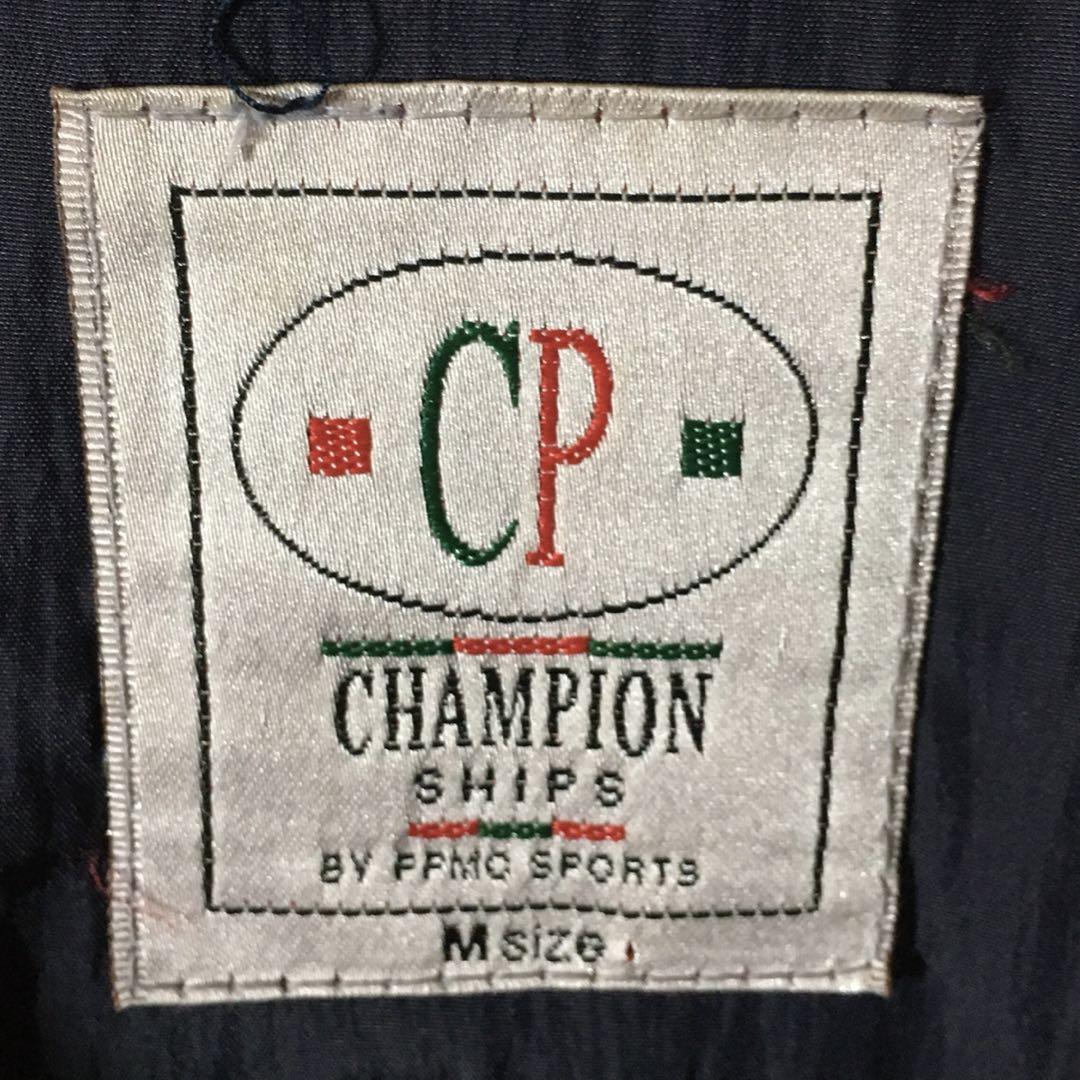 CP
CHAMPION
SHIPS
BY PPMC SPORTS
M size